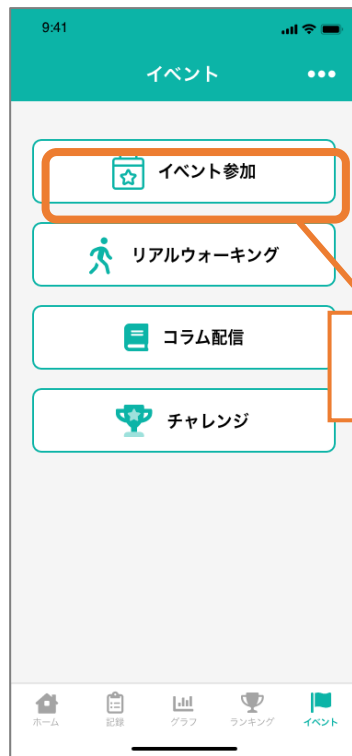 9:41
イベント
イベント参加
リアルウォーキング
コラム配信
チャレンジ
ホーム 記録 グラフ ランキング イベント